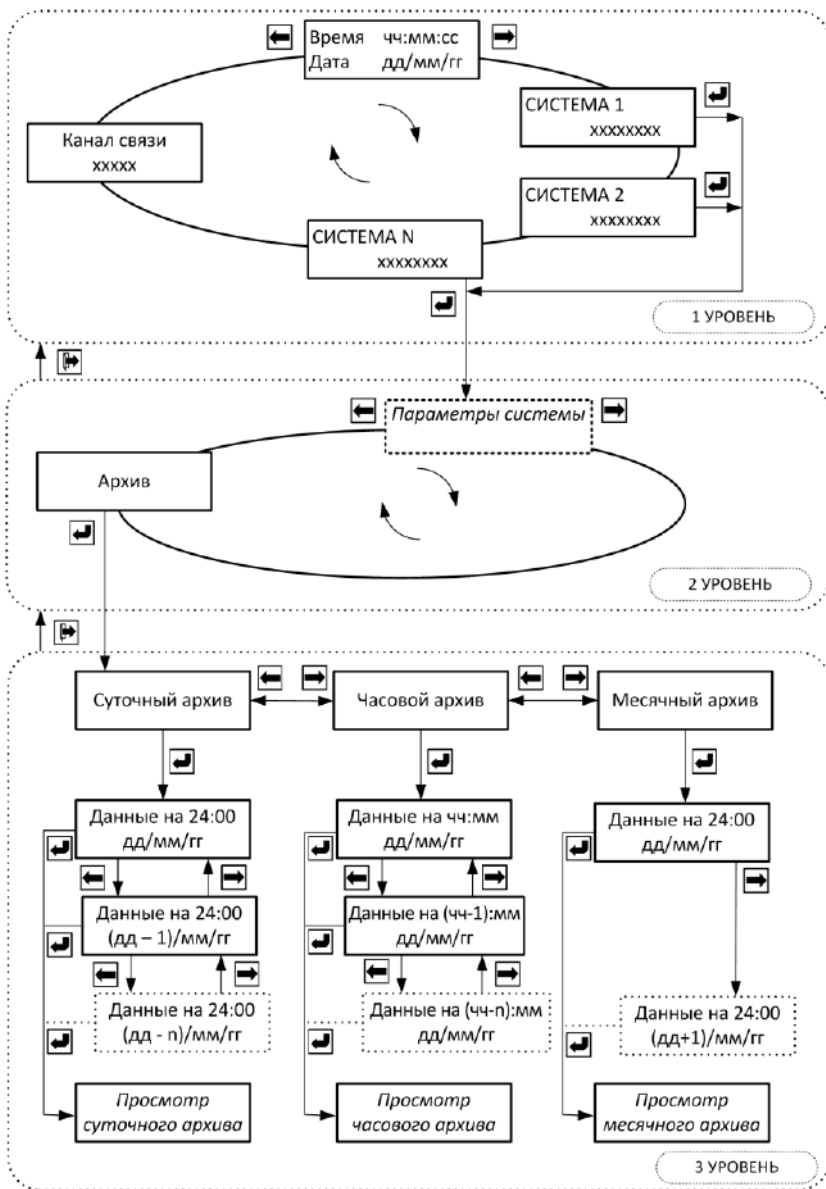 Время чч:мм:сс
Дата дд/мм/гг
СИСТЕМА 1
xxxxxxxx
Канал связи
xxxxx
СИСТЕМА 2
xxxxxxxx
СИСТЕМА N
xxxxxxxx
1 УРОВЕНЬ
Параметры системы
Архив
2 УРОВЕНЬ
Суточный архив
Часовой архив
Месячный архив
Данные на 24:00
дд/мм/гг
Данные на чч:мм
дд/мм/гг
Данные на 24:00
дд/мм/гг
Данные на 24:00
(дд – 1)/мм/гг
Данные на (чч-1):мм
дд/мм/гг
Данные на 24:00
(дд - n)/мм/гг
Данные на (чч-n):мм
дд/мм/гг
Данные на 24:00
(дд+1)/мм/гг
Просмотр
суточного архива
Просмотр
часового архива
Просмотр
месячного архива
3 УРОВЕНЬ